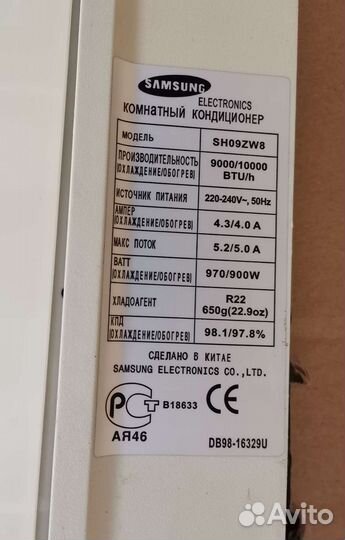 SAMSUNG
ELECTRONICS
КОМНАТНЫЙ КОНДИЦИОНЕР
МОДЕЛЬ SH09ZW8
ПРОИЗВОДИТЕЛЬНОСТЬ (ОХЛАЖДЕНИЕ/ОБОГРЕВ) 9000/10000 BTU/h
ИСТОЧНИК ПИТАНИЯ 220-240V~, 50Hz
АМПЕР (ОХЛАЖДЕНИЕ/ОБОГРЕВ) 4.3/4.0 A
МАКС ПОТОК 5.2/5.0 A
ВАТТ (ОХЛАЖДЕНИЕ/ОБОГРЕВ) 970/900W
ХЛАДОАГЕНТ R22 650g(22.9oz)
КПД (ОХЛАЖДЕНИЕ/ОБОГРЕВ) 98.1/97.8%
СДЕЛАНО В КИТАЕ
SAMSUNG ELECTRONICS CO.,LTD.
РСТ B18633 CE
АЯ46 DB98-16329U
Avito